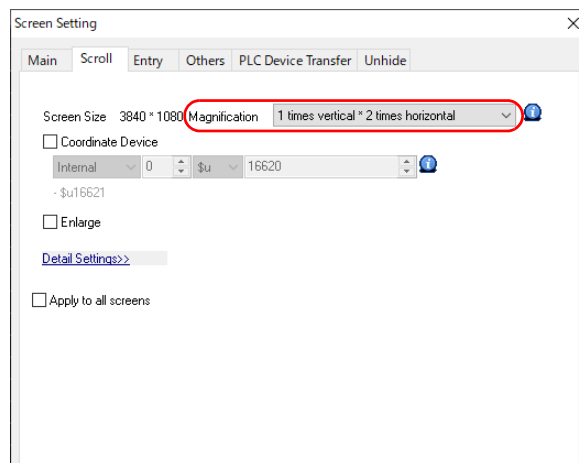 Screen Setting
Main Scroll Entry Others PLC Device Transfer Unhide
Screen Size 3840 * 1080 Magnification 1 times vertical * 2 times horizontal
Coordinate Device
Internal 0 $u 16620
- $u16621
Enlarge
Detail Settings>>
Apply to all screens